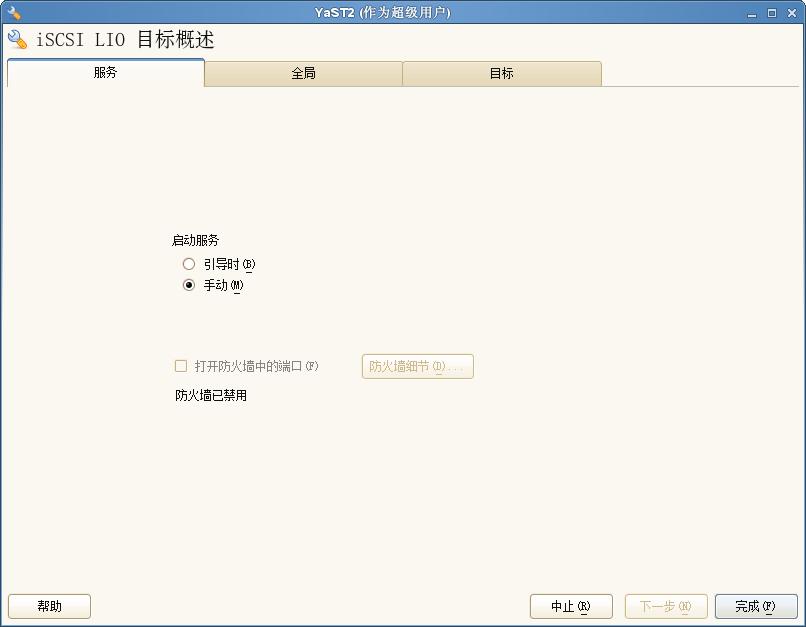 YaST2 (作为超级用户)
iSCSI LIO 目标概述
服务 全局 目标
启动服务
引导时(B)
手动(M)
打开防火墙中的端口(F) 防火墙细节(D)...
防火墙已禁用
帮助 中止(R) 下一步(N) 完成(F)